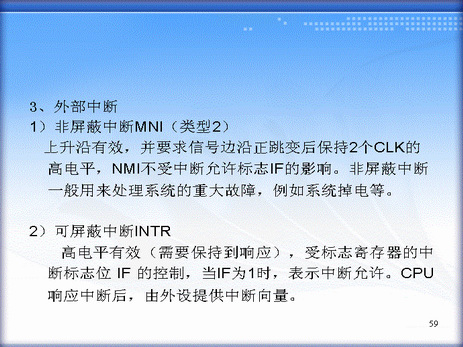 3、外部中断
1）非屏蔽中断MNI（类型2）
上升沿有效，并要求信号边沿正跳变后保持2个CLK的
高电平，NMI不受中断允许标志IF的影响。非屏蔽中断
一般用来处理系统的重大故障，例如系统掉电等。
2）可屏蔽中断INTR
高电平有效（需要保持到响应），受标志寄存器的中
断标志位 IF 的控制，当IF为1时，表示中断允许。CPU
响应中断后，由外设提供中断向量。
59